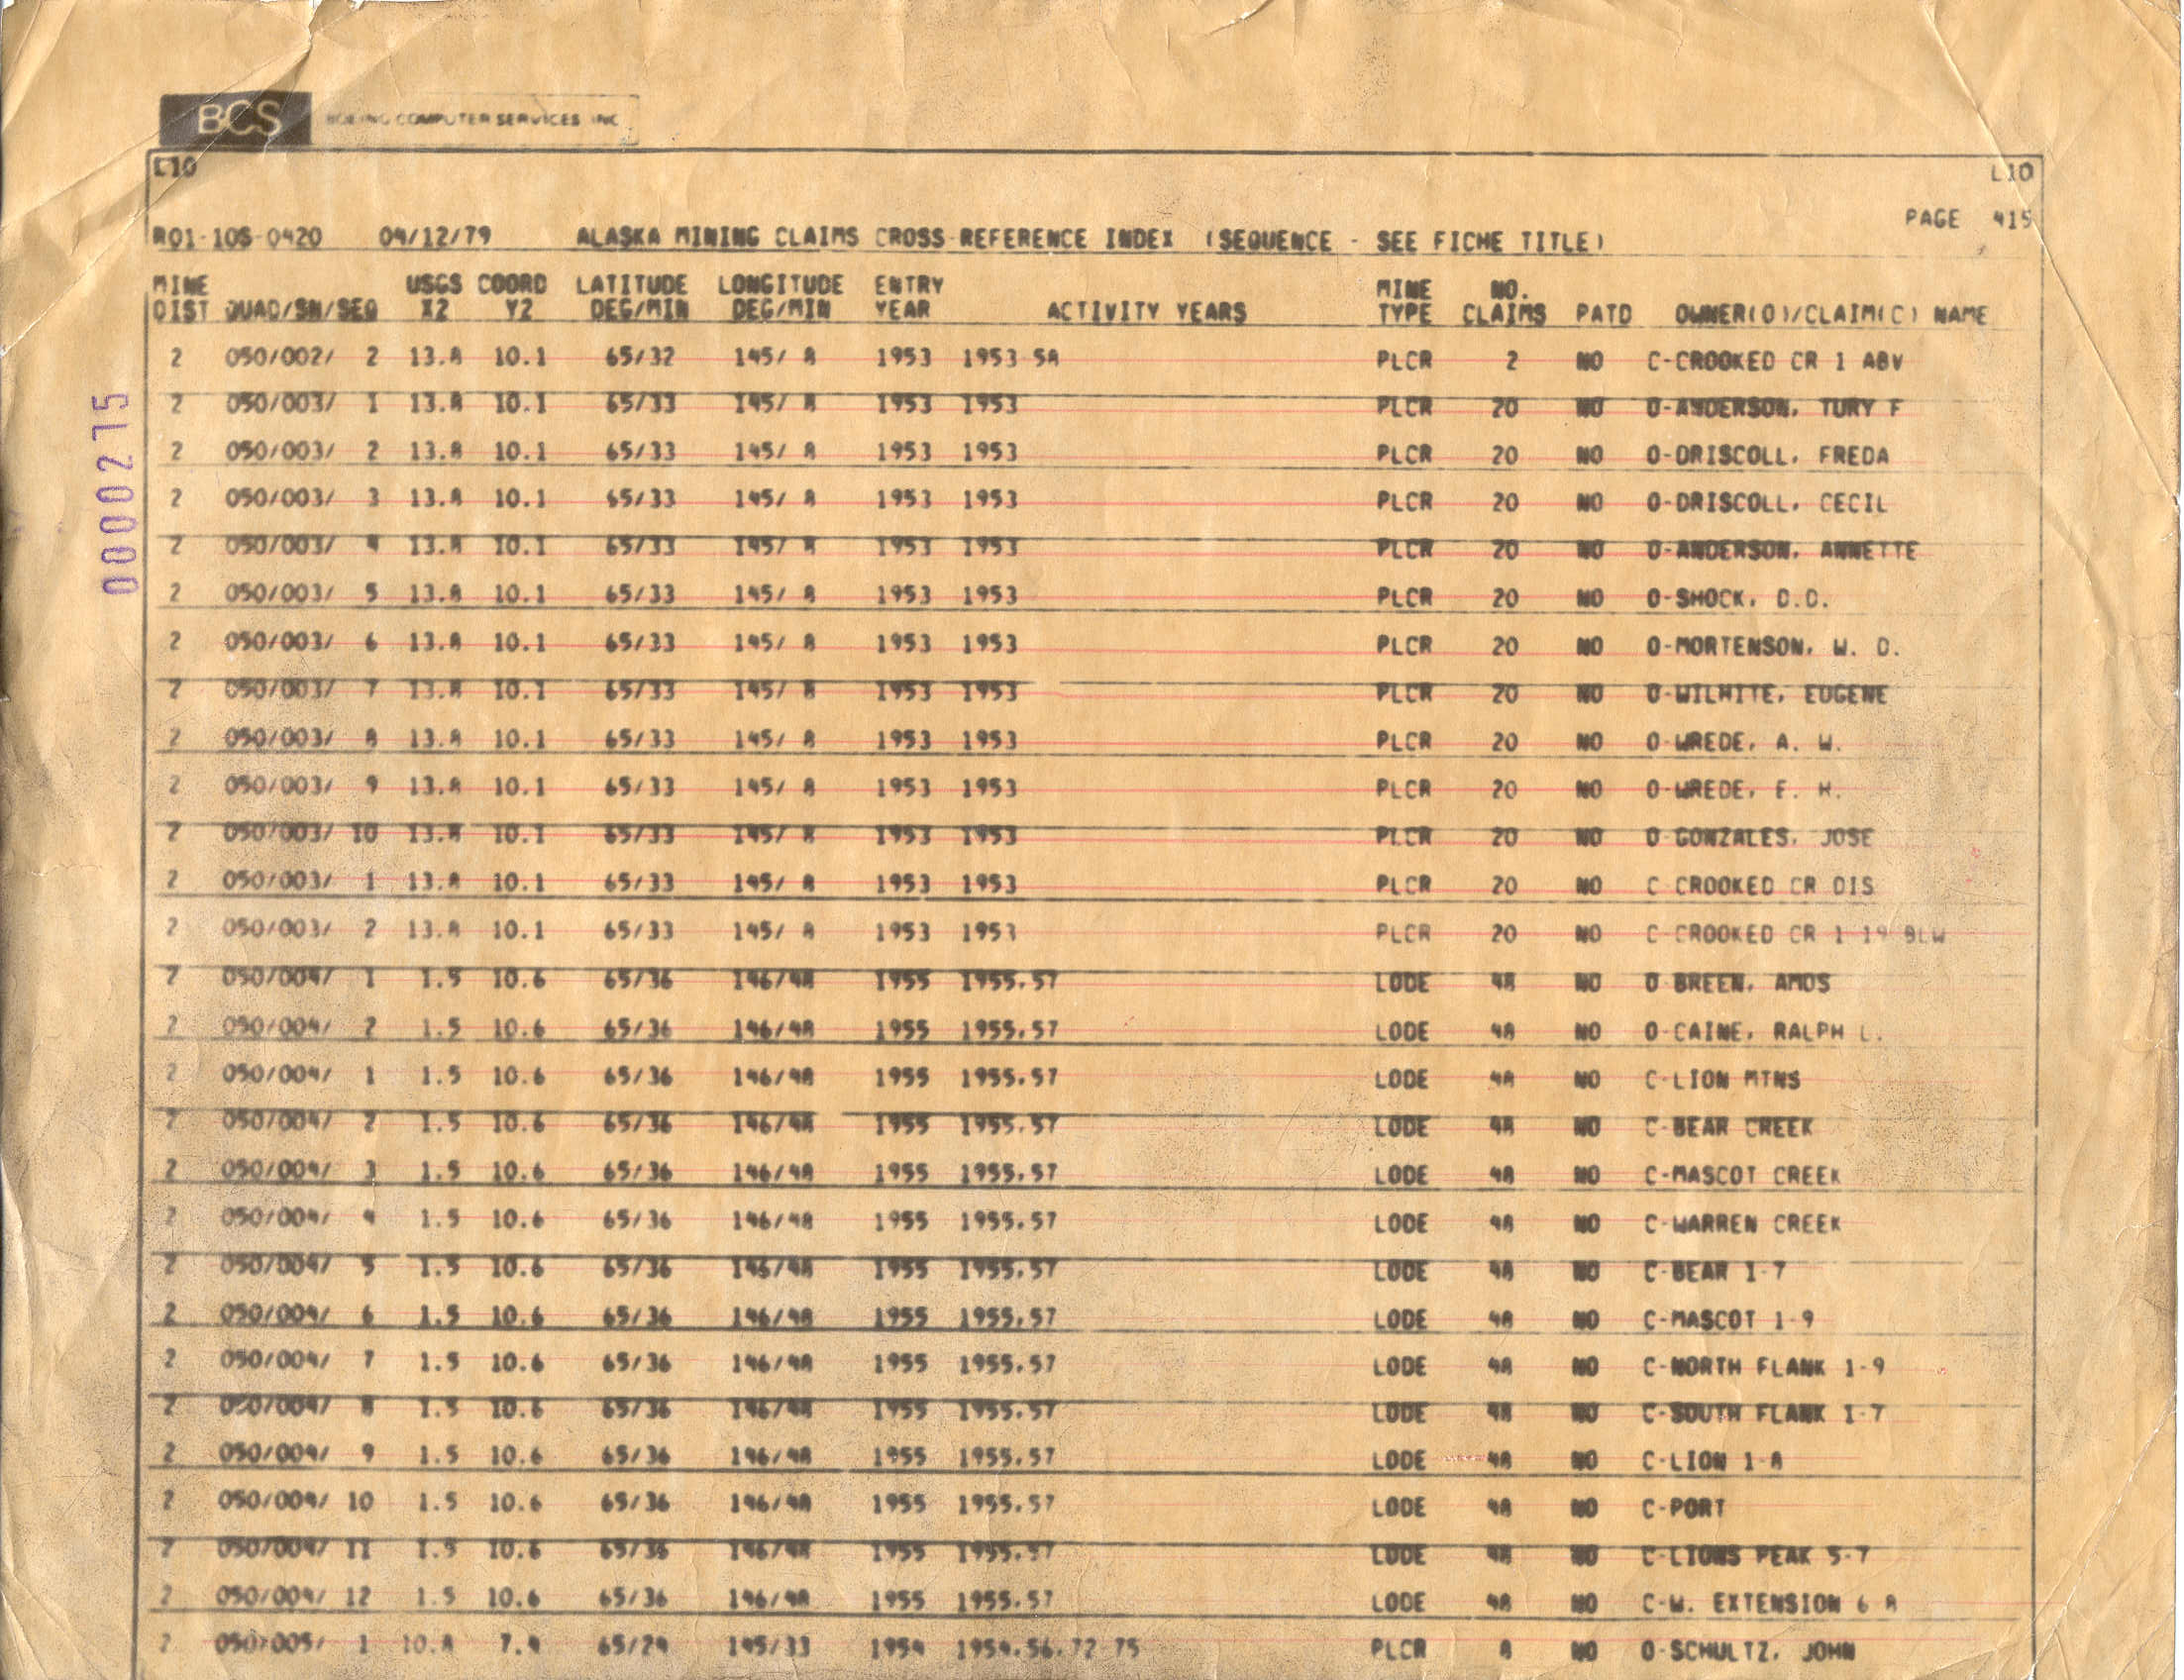 BCS BOEING COMPUTER SERVICES INC
L10 L10
PAGE 415
R01-10S-0420 04/12/79 ALASKA MINING CLAIMS CROSS-REFERENCE INDEX (SEQUENCE - SEE FICHE TITLE)
MINE USGS COORD LATITUDE LONGITUDE ENTRY MINE NO.
DIST QUAD/SN/SEQ X2 Y2 DEG/MIN DEG/MIN YEAR ACTIVITY YEARS TYPE CLAIMS PATD OWNER(O)/CLAIM(C) NAME
2 050/002/ 2 13.8 10.1 65/32 145/ 8 1953 1953-58 PLCR 2 NO C-CROOKED CR 1 ABV
2 050/003/ 1 13.8 10.1 65/33 145/ 8 1953 1953 PLCR 20 NO O-ANDERSON, TURY F
2 050/003/ 2 13.8 10.1 65/33 145/ 8 1953 1953 PLCR 20 NO O-DRISCOLL, FREDA
2 050/003/ 3 13.8 10.1 65/33 145/ 8 1953 1953 PLCR 20 NO O-DRISCOLL, CECIL
2 050/003/ 4 13.8 10.1 65/33 145/ 8 1953 1953 PLCR 20 NO O-ANDERSON, ANNETTE
2 050/003/ 5 13.8 10.1 65/33 145/ 8 1953 1953 PLCR 20 NO O-SHOCK, D.D.
2 050/003/ 6 13.8 10.1 65/33 145/ 8 1953 1953 PLCR 20 NO O-MORTENSON, W. D.
2 050/003/ 7 13.8 10.1 65/33 145/ 8 1953 1953 PLCR 20 NO O-WILHITE, EUGENE
2 050/003/ 8 13.8 10.1 65/33 145/ 8 1953 1953 PLCR 20 NO O-WREDE, A. W.
2 050/003/ 9 13.8 10.1 65/33 145/ 8 1953 1953 PLCR 20 NO O-WREDE, F. H.
2 050/003/ 10 13.8 10.1 65/33 145/ 8 1953 1953 PLCR 20 NO O-GONZALES, JOSE
2 050/003/ 1 13.8 10.1 65/33 145/ 8 1953 1953 PLCR 20 NO C-CROOKED CR DIS
2 050/003/ 2 13.8 10.1 65/33 145/ 8 1953 1953 PLCR 20 NO C-CROOKED CR 1-19 BLW
2 050/004/ 1 1.5 10.6 65/36 146/48 1955 1955,57 LODE 48 NO O-BREEN, AMOS
2 050/004/ 2 1.5 10.6 65/36 146/48 1955 1955,57 LODE 48 NO O-CAINE, RALPH L.
2 050/004/ 1 1.5 10.6 65/36 146/48 1955 1955,57 LODE 48 NO C-LION MTNS
2 050/004/ 2 1.5 10.6 65/36 146/48 1955 1955,57 LODE 48 NO C-BEAR CREEK
2 050/004/ 3 1.5 10.6 65/36 146/48 1955 1955,57 LODE 48 NO C-MASCOT CREEK
2 050/004/ 4 1.5 10.6 65/36 146/48 1955 1955,57 LODE 48 NO C-WARREN CREEK
2 050/004/ 5 1.5 10.6 65/36 146/48 1955 1955,57 LODE 48 NO C-BEAR 1-7
2 050/004/ 6 1.5 10.6 65/36 146/48 1955 1955,57 LODE 48 NO C-MASCOT 1-9
2 050/004/ 7 1.5 10.6 65/36 146/48 1955 1955,57 LODE 48 NO C-NORTH FLANK 1-9
2 050/004/ 8 1.5 10.6 65/36 146/48 1955 1955,57 LODE 48 NO C-SOUTH FLANK 1-7
2 050/004/ 9 1.5 10.6 65/36 146/48 1955 1955,57 LODE 48 NO C-LION 1-8
2 050/004/ 10 1.5 10.6 65/36 146/48 1955 1955,57 LODE 48 NO C-PORT
2 050/004/ 11 1.5 10.6 65/36 146/48 1955 1955,57 LODE 48 NO C-LIONS PEAK 5-7
2 050/004/ 12 1.5 10.6 65/36 146/48 1955 1955,57 LODE 48 NO C-W. EXTENSION 6-8
2 050/005/ 1 10.8 7.4 65/29 145/33 1954 1954,56,72-75 PLCR 8 NO O-SCHULTZ, JOHN
0000275